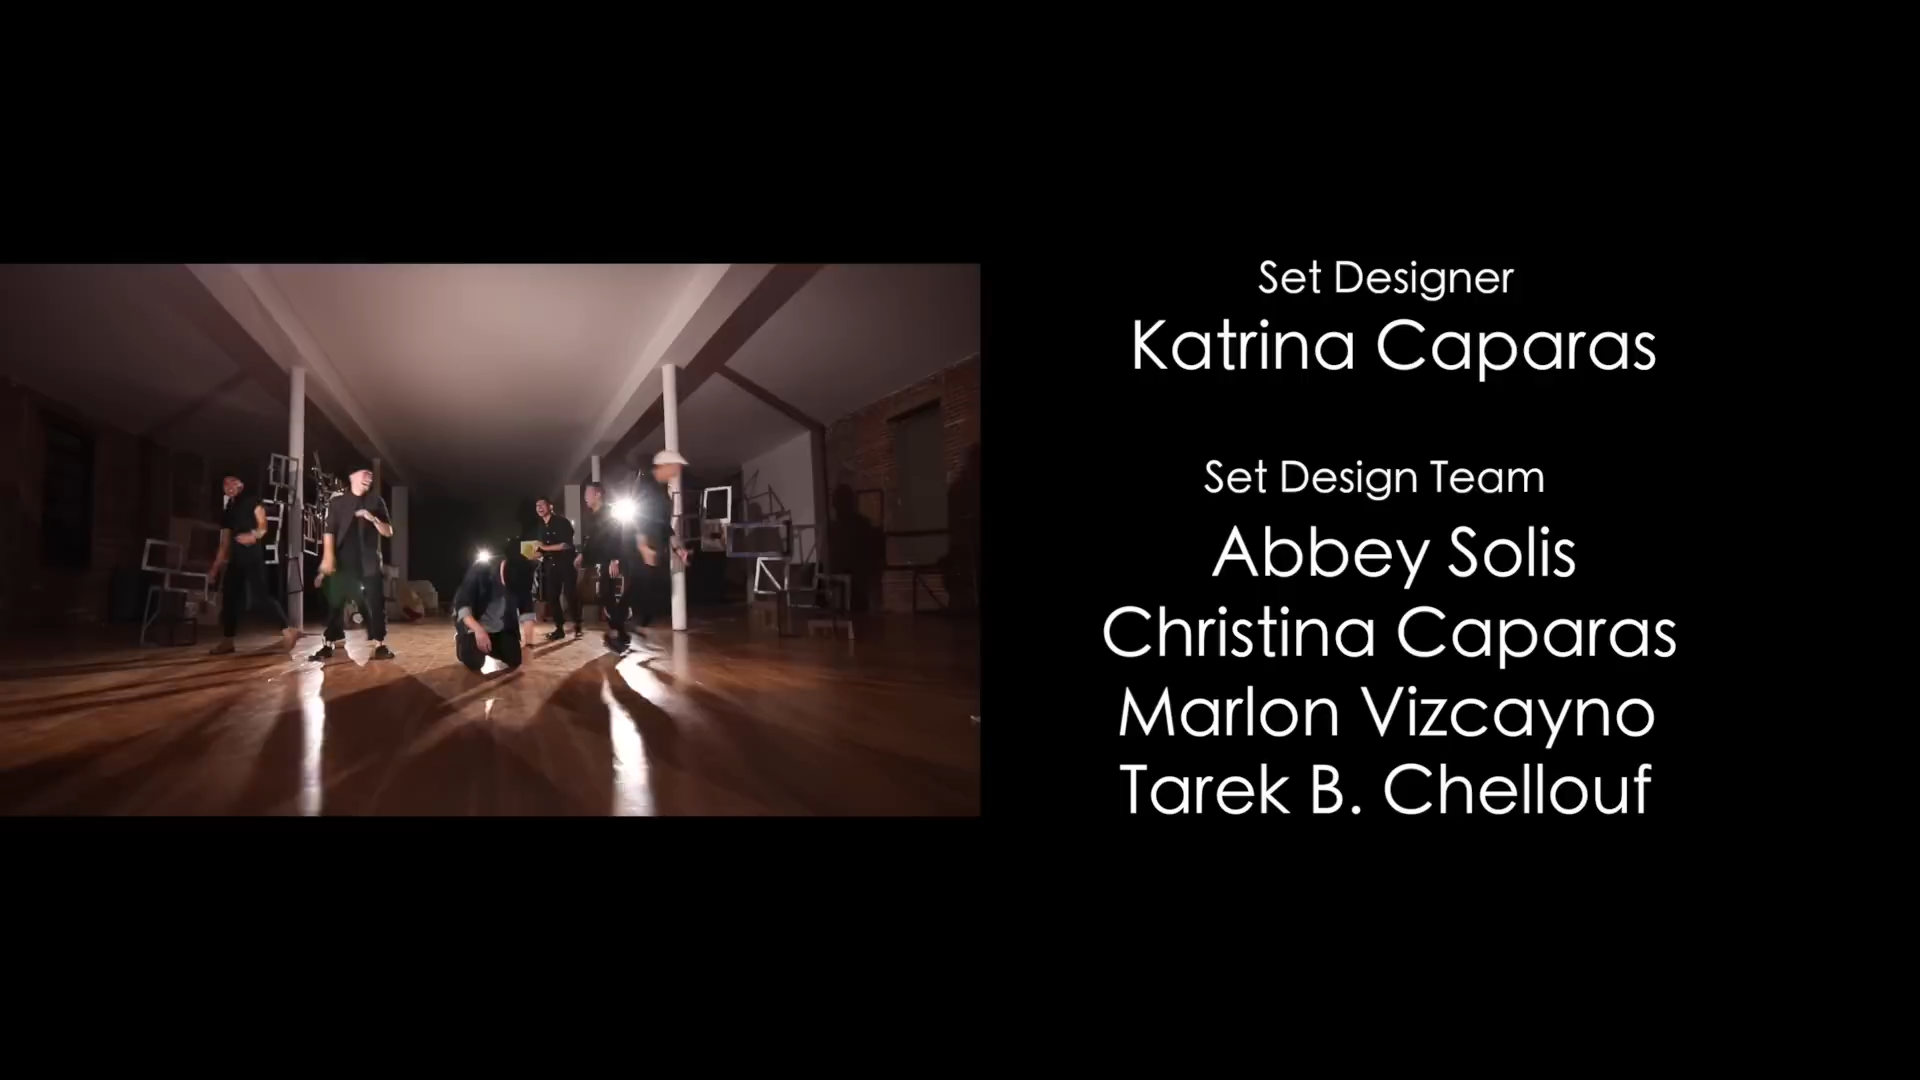 Set Designer
Katrina Caparas
Set Design Team
Abbey Solis
Christina Caparas
Marlon Vizcayno
Tarek B. Chellouf